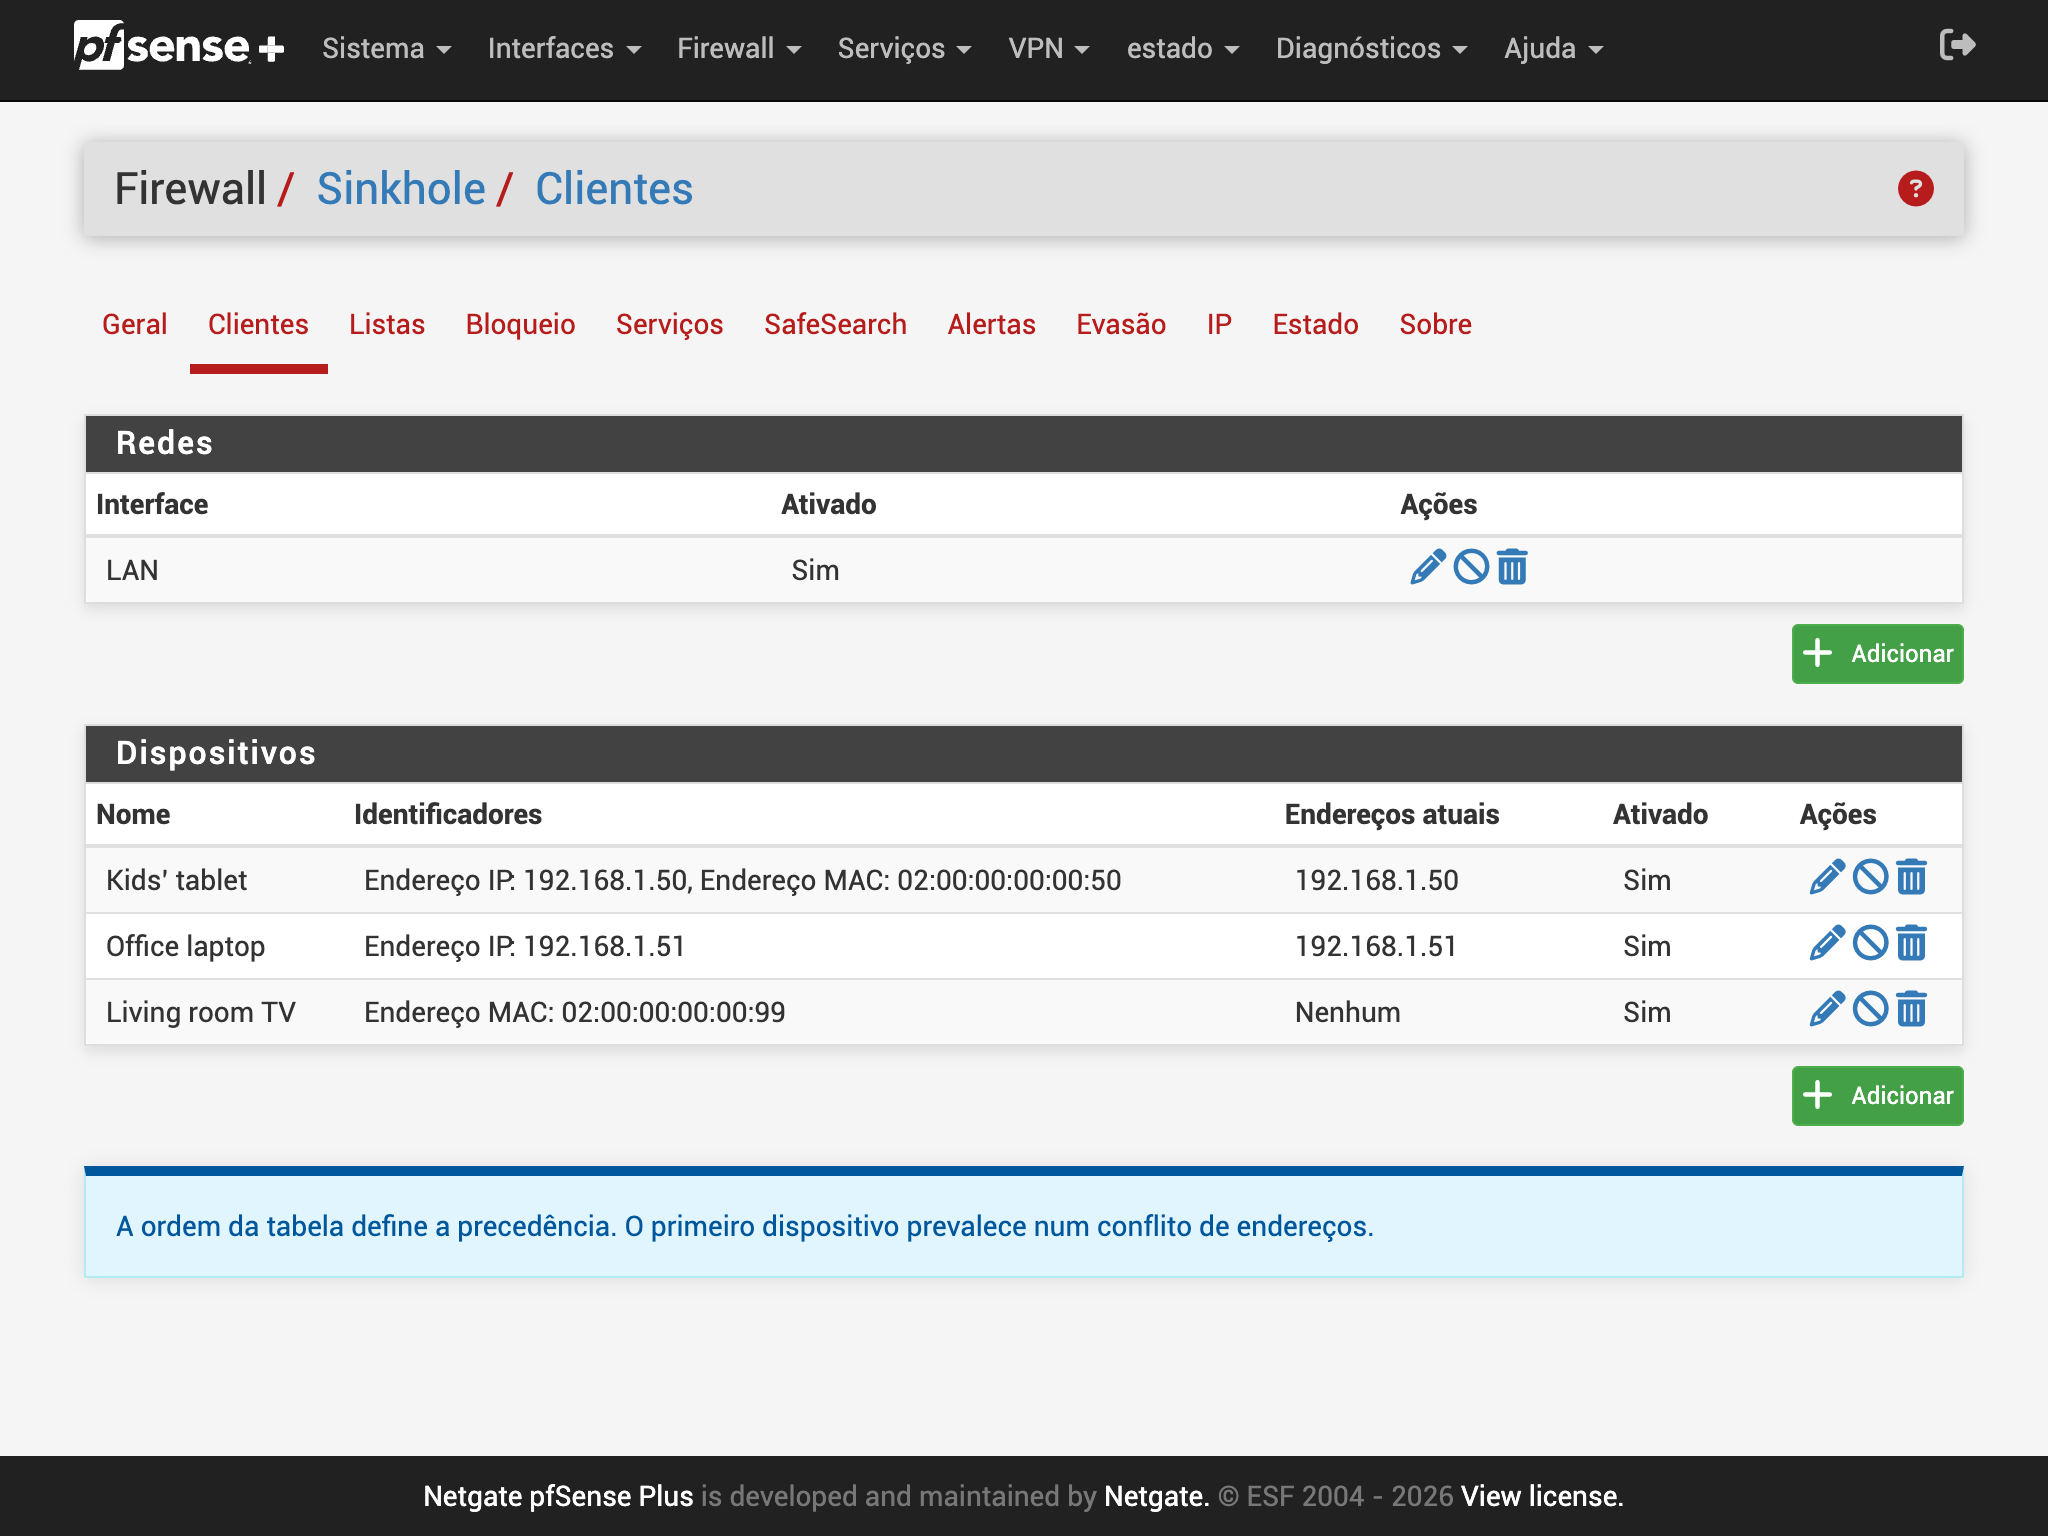 pfsense+ Sistema Interfaces Firewall Serviços VPN estado Diagnósticos Ajuda
Firewall / Sinkhole / Clientes
Geral Clientes Listas Bloqueio Serviços SafeSearch Alertas Evasão IP Estado Sobre
Redes
Interface Ativado Ações
LAN Sim
Adicionar
Dispositivos
Nome Identificadores Endereços atuais Ativado Ações
Kids' tablet Endereço IP: 192.168.1.50, Endereço MAC: 02:00:00:00:00:50 192.168.1.50 Sim
Office laptop Endereço IP: 192.168.1.51 192.168.1.51 Sim
Living room TV Endereço MAC: 02:00:00:00:00:99 Nenhum Sim
Adicionar
A ordem da tabela define a precedência. O primeiro dispositivo prevalece num conflito de endereços.
Netgate pfSense Plus is developed and maintained by Netgate. © ESF 2004 - 2026 View license.